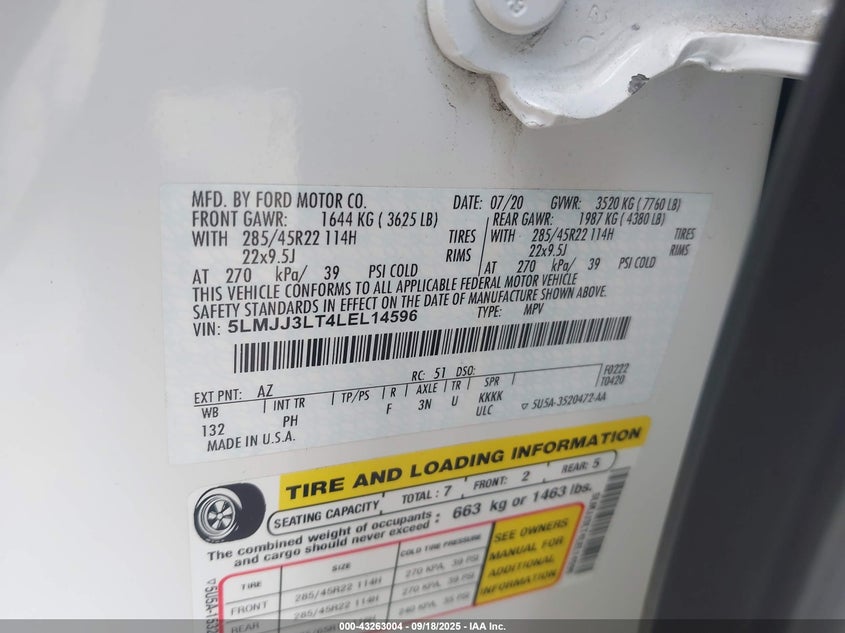 MFD. BY FORD MOTOR CO. DATE: 07/20 GVWR: 3520 KG ( 7760 LB)
FRONT GAWR: 1644 KG ( 3625 LB) REAR GAWR: 1987 KG ( 4380 LB)
WITH 285/45R22 114H TIRES WITH 285/45R22 114H TIRES
22x9.5J RIMS 22x9.5J RIMS
AT 270 kPa/ 39 PSI COLD AT 270 kPa/ 39 PSI COLD
THIS VEHICLE CONFORMS TO ALL APPLICABLE FEDERAL MOTOR VEHICLE
SAFETY STANDARDS IN EFFECT ON THE DATE OF MANUFACTURE SHOWN ABOVE.
VIN: 5LMJJ3LT4LEL14596 TYPE: MPV
F0222
T0420
EXT PNT: AZ RC: 51 DSO:
WB INT TR TP/PS R AXLE TR SPR
132 PH F 3N U KKKK
ULC ▽ 5U5A-3520472-AA
MADE IN U.S.A.
TIRE AND LOADING INFORMATION
SEATING CAPACITY TOTAL: 7 FRONT: 2 REAR: 5
The combined weight of occupants and cargo should never exceed : 663 kg or 1463 lbs.
TIRE SIZE COLD TIRE PRESSURE
FRONT 285/45R22 114H 270 KPA, 39 PSI
REAR 285/45R22 114H 270 KPA, 39 PSI
240 KPA, 35 PSI
SEE OWNERS
MANUAL FOR
ADDITIONAL
INFORMATION
000-43263004 - 09/18/2025 - IAA Inc.